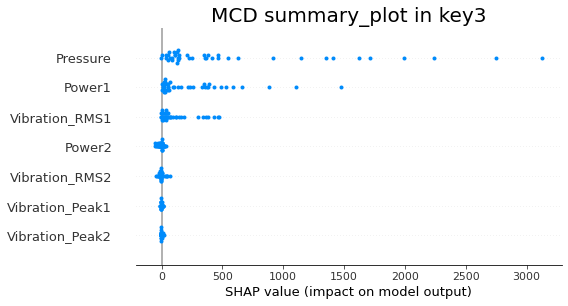 MCD summary_plot in key3
Pressure
Power1
Vibration_RMS1
Power2
Vibration_RMS2
Vibration_Peak1
Vibration_Peak2
0 500 1000 1500 2000 2500 3000
SHAP value (impact on model output)